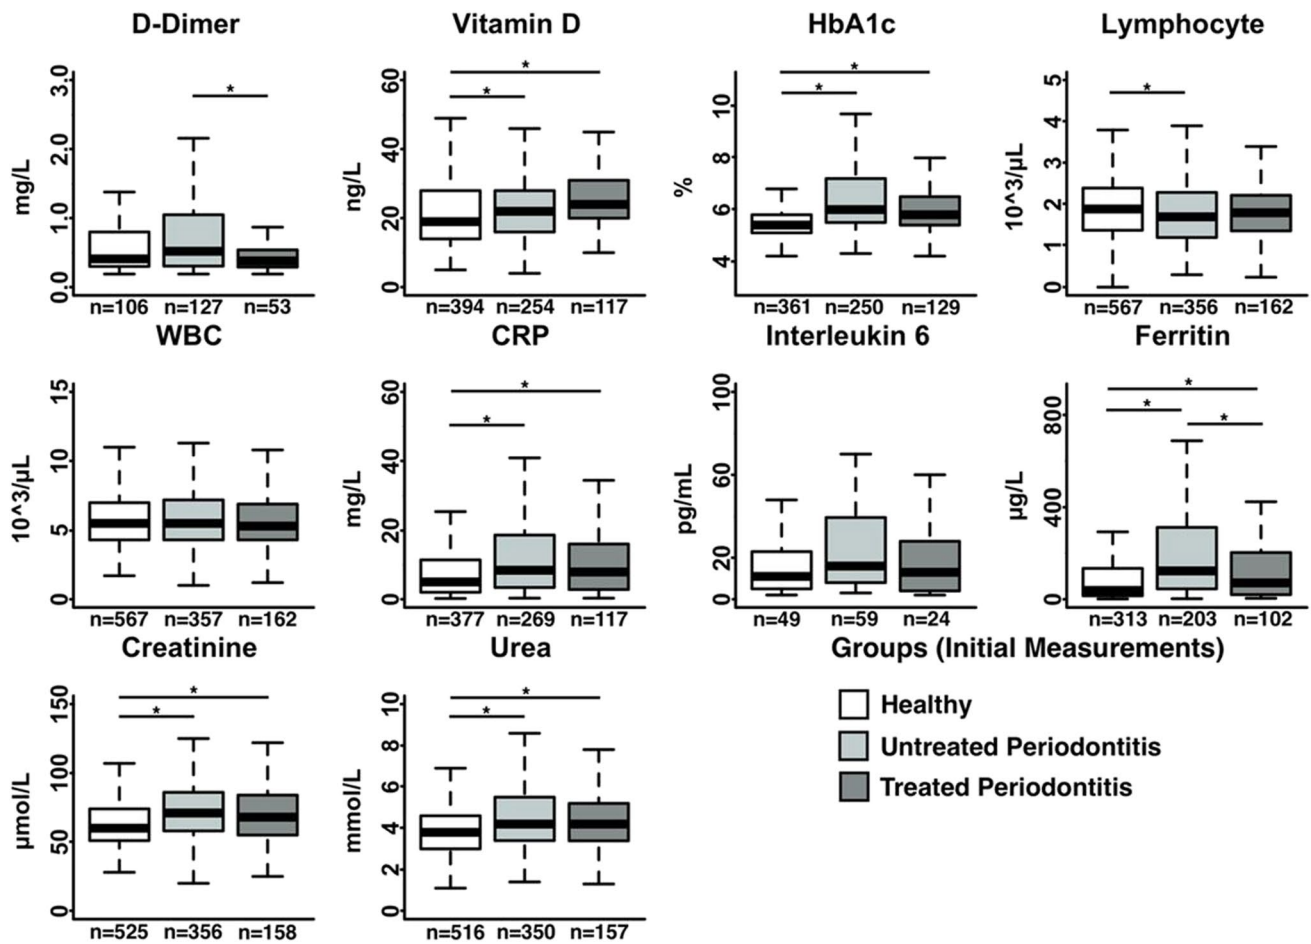 D-Dimer
mg/L
3.0
2.0
1.0
0.0
*
n=106 n=127 n=53
Vitamin D
ng/L
60
40
20
0
*
*
n=394 n=254 n=117
HbA1c
%
10
8
6
4
*
*
n=361 n=250 n=129
Lymphocyte
10^3/µL
5
4
3
2
1
0
*
n=567 n=356 n=162
WBC
10^3/µL
15
10
5
0
n=567 n=357 n=162
CRP
mg/L
60
40
20
0
*
*
n=377 n=269 n=117
Interleukin 6
pg/mL
100
60
20
0
n=49 n=59 n=24
Ferritin
µg/L
800
400
0
*
*
*
n=313 n=203 n=102
Creatinine
µmol/L
150
100
50
0
*
*
n=525 n=356 n=158
Urea
mmol/L
10
8
6
4
2
0
*
*
n=516 n=350 n=157
Groups (Initial Measurements)
Healthy
Untreated Periodontitis
Treated Periodontitis